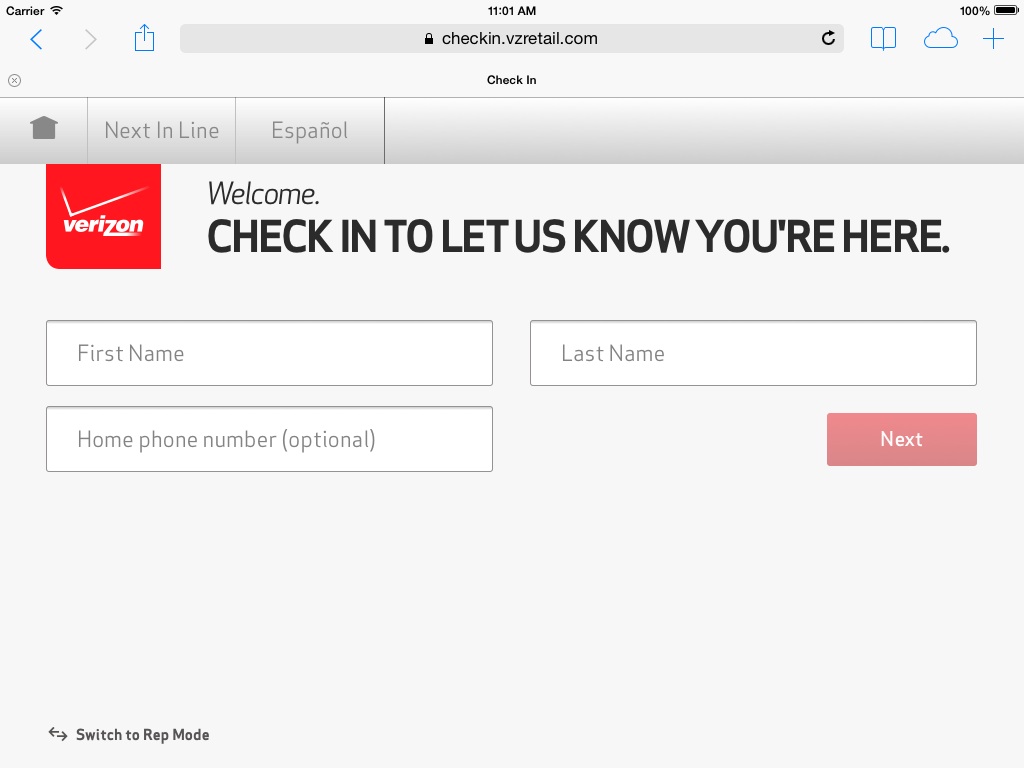 Carrier 11:01 AM 100%
checkin.vzretail.com
Check In
Next In Line Español
verizon
Welcome.
CHECK IN TO LET US KNOW YOU'RE HERE.
First Name Last Name
Home phone number (optional) Next
Switch to Rep Mode